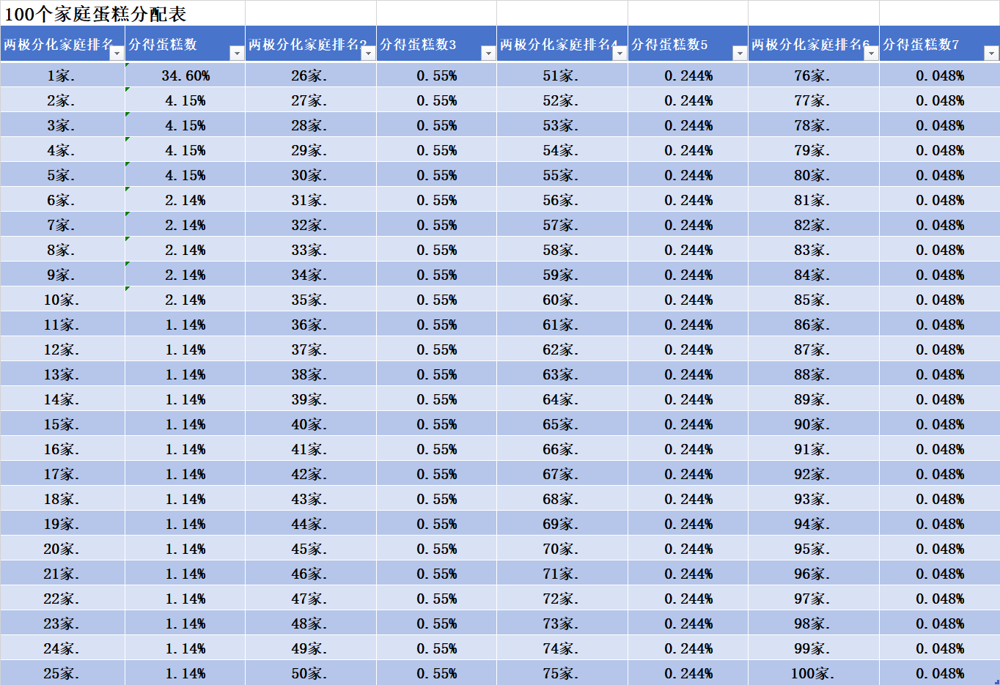 100个家庭蛋糕分配表
两极分化家庭排名 分得蛋糕数 两极分化家庭排名2 分得蛋糕数3 两极分化家庭排名4 分得蛋糕数5 两极分化家庭排名6 分得蛋糕数7
1家. 34.60% 26家. 0.55% 51家. 0.244% 76家. 0.048%
2家. 4.15% 27家. 0.55% 52家. 0.244% 77家. 0.048%
3家. 4.15% 28家. 0.55% 53家. 0.244% 78家. 0.048%
4家. 4.15% 29家. 0.55% 54家. 0.244% 79家. 0.048%
5家. 4.15% 30家. 0.55% 55家. 0.244% 80家. 0.048%
6家. 2.14% 31家. 0.55% 56家. 0.244% 81家. 0.048%
7家. 2.14% 32家. 0.55% 57家. 0.244% 82家. 0.048%
8家. 2.14% 33家. 0.55% 58家. 0.244% 83家. 0.048%
9家. 2.14% 34家. 0.55% 59家. 0.244% 84家. 0.048%
10家. 2.14% 35家. 0.55% 60家. 0.244% 85家. 0.048%
11家. 1.14% 36家. 0.55% 61家. 0.244% 86家. 0.048%
12家. 1.14% 37家. 0.55% 62家. 0.244% 87家. 0.048%
13家. 1.14% 38家. 0.55% 63家. 0.244% 88家. 0.048%
14家. 1.14% 39家. 0.55% 64家. 0.244% 89家. 0.048%
15家. 1.14% 40家. 0.55% 65家. 0.244% 90家. 0.048%
16家. 1.14% 41家. 0.55% 66家. 0.244% 91家. 0.048%
17家. 1.14% 42家. 0.55% 67家. 0.244% 92家. 0.048%
18家. 1.14% 43家. 0.55% 68家. 0.244% 93家. 0.048%
19家. 1.14% 44家. 0.55% 69家. 0.244% 94家. 0.048%
20家. 1.14% 45家. 0.55% 70家. 0.244% 95家. 0.048%
21家. 1.14% 46家. 0.55% 71家. 0.244% 96家. 0.048%
22家. 1.14% 47家. 0.55% 72家. 0.244% 97家. 0.048%
23家. 1.14% 48家. 0.55% 73家. 0.244% 98家. 0.048%
24家. 1.14% 49家. 0.55% 74家. 0.244% 99家. 0.048%
25家. 1.14% 50家. 0.55% 75家. 0.244% 100家. 0.048%